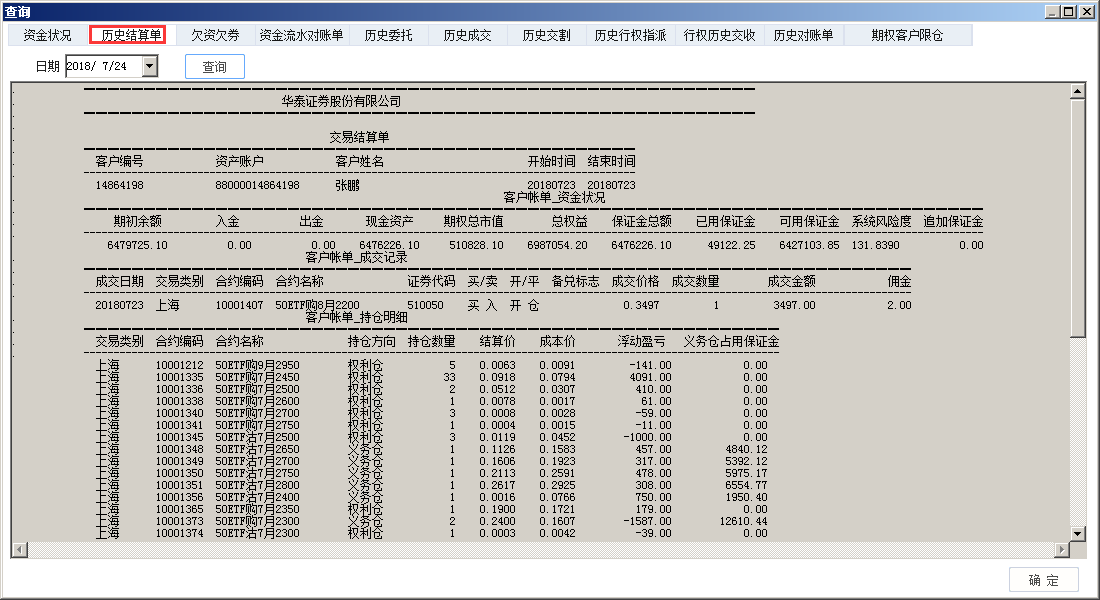 查询
资金状况 历史结算单 欠资欠券 资金流水对账单 历史委托 历史成交 历史交割 历史行权指派 行权历史交收 历史对账单 期权客户限仓
日期 2018/ 7/24 查询
华泰证券股份有限公司
交易结算单
客户编号 资产账户 客户姓名 开始时间 结束时间
14864198 88000014864198 张鹏 20180723 20180723
客户帐单_资金状况
期初余额 入金 出金 现金资产 期权总市值 总权益 保证金总额 已用保证金 可用保证金 系统风险度 追加保证金
6479725.10 0.00 0.00 6476226.10 510828.10 6987054.20 6476226.10 49122.25 6427103.85 131.8390 0.00
客户帐单_成交记录
成交日期 交易类别 合约编码 合约名称 证券代码 买/卖 开/平 备兑标志 成交价格 成交数量 成交金额 佣金
20180723 上海 10001407 50ETF购8月2200 510050 买 入 开 仓 0.3497 1 3497.00 2.00
客户帐单_持仓明细
交易类别 合约编码 合约名称 持仓方向 持仓数量 结算价 成本价 浮动盈亏 义务仓占用保证金
上海 10001212 50ETF购9月2950 权利仓 5 0.0063 0.0091 -141.00 0.00
上海 10001335 50ETF购7月2450 权利仓 33 0.0918 0.0794 4091.00 0.00
上海 10001336 50ETF购7月2500 权利仓 2 0.0512 0.0307 410.00 0.00
上海 10001338 50ETF购7月2600 权利仓 1 0.0078 0.0017 61.00 0.00
上海 10001340 50ETF购7月2700 权利仓 3 0.0008 0.0028 -59.00 0.00
上海 10001341 50ETF购7月2750 权利仓 1 0.0004 0.0015 -11.00 0.00
上海 10001345 50ETF沽7月2500 权利仓 3 0.0119 0.0452 -1000.00 0.00
上海 10001348 50ETF沽7月2650 义务仓 1 0.1126 0.1583 457.00 4840.12
上海 10001349 50ETF沽7月2700 义务仓 1 0.1606 0.1923 317.00 5392.12
上海 10001350 50ETF沽7月2750 义务仓 1 0.2113 0.2591 478.00 5975.17
上海 10001351 50ETF沽7月2800 义务仓 1 0.2617 0.2925 308.00 6554.77
上海 10001356 50ETF沽7月2400 义务仓 1 0.0016 0.0766 750.00 1950.40
上海 10001365 50ETF购7月2350 权利仓 1 0.1900 0.1721 179.00 0.00
上海 10001373 50ETF购7月2300 义务仓 2 0.2400 0.1607 -1587.00 12610.44
上海 10001374 50ETF沽7月2300 权利仓 1 0.0003 0.0042 -39.00 0.00
确 定